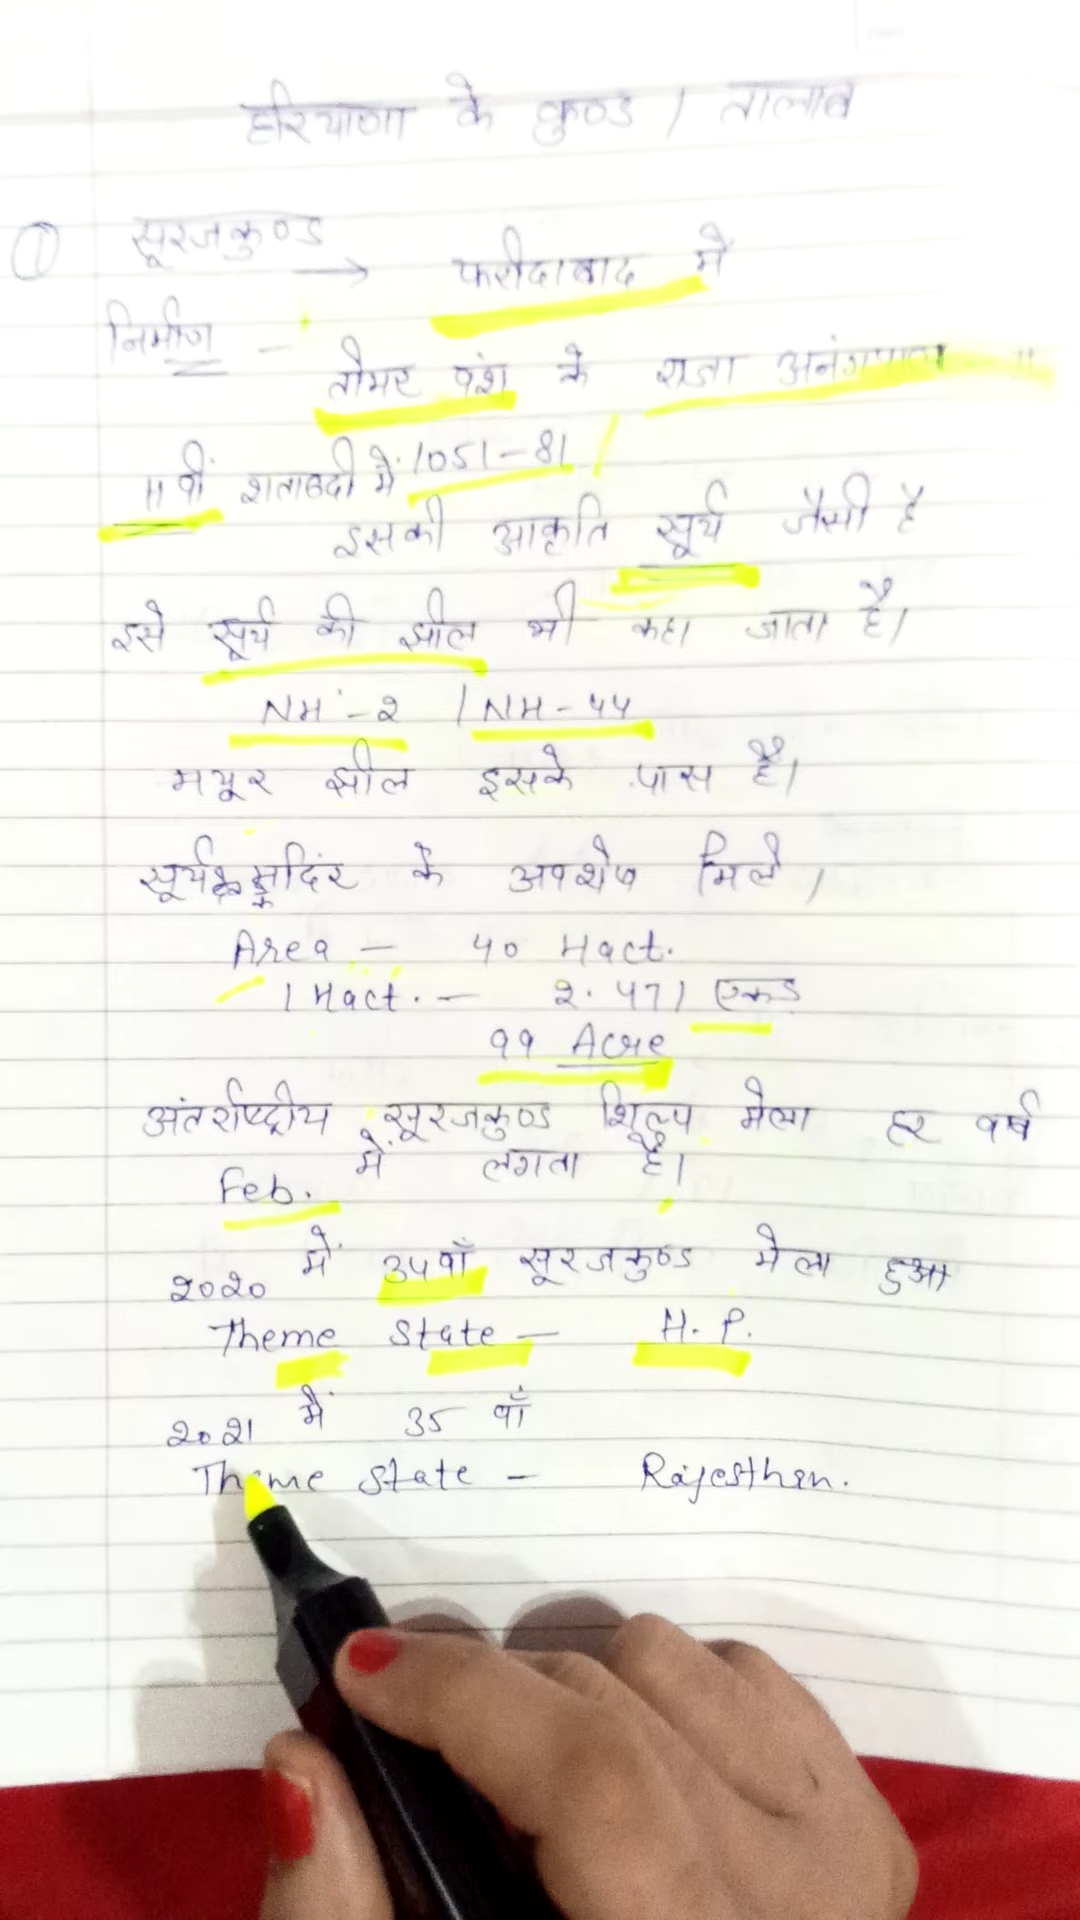 हरियाणा के कुण्ड / तालाब
① सूरजकुण्ड
→ फरीदाबाद में
निर्माण - तोमर वंश के राजा अनंगपाल II
11 वीं शताब्दी में 1051-81 /
इसकी आकृति सूर्य जैसी है
इसे सूर्य की झील भी कहा जाता है।
NH-2 / NH-44
मयूर झील इसके पास है।
सूर्य मंदिर के अवशेष मिले।
Area - 40 Hact.
1 Hact. - 2.471 एकड
99 Acre
अंतर्राष्ट्रीय सूरजकुण्ड शिल्प मेला हर वर्ष
Feb. में लगता है।
2020 में 34वाँ सूरजकुण्ड मेला हुआ
Theme State - H.P.
2021 में 35 वाँ
Theme State - Rajesthan.